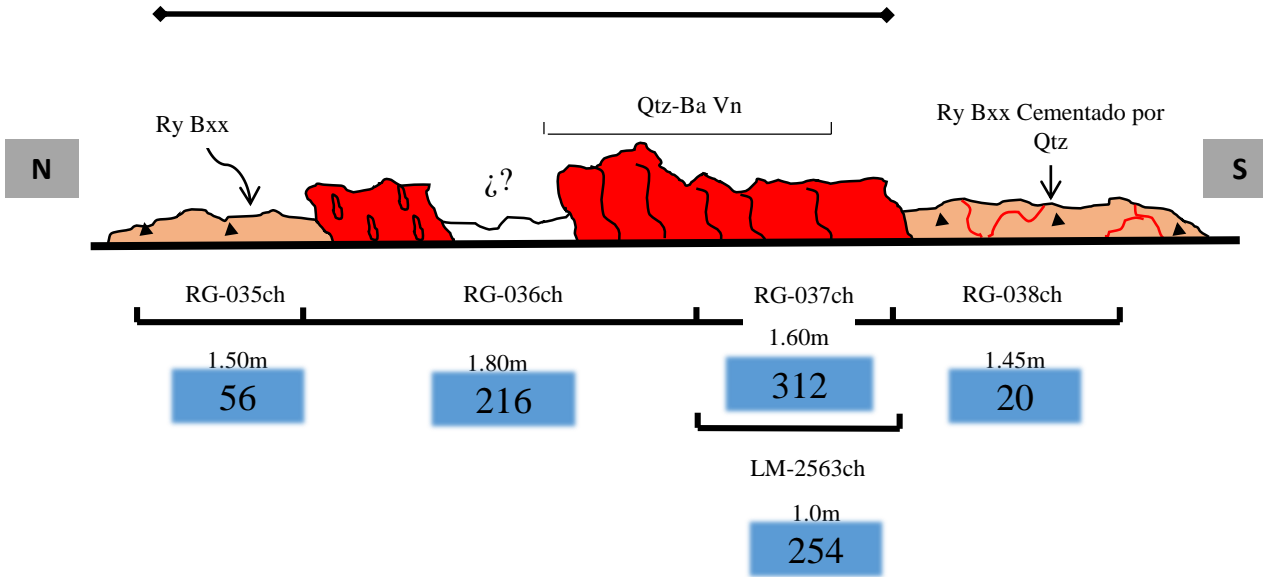 Qtz-Ba Vn
Ry Bxx
Ry Bxx Cementado por
Qtz
N
¿?
S
RG-035ch
RG-036ch
RG-037ch
RG-038ch
1.50m
1.80m
1.60m
1.45m
56
216
312
20
LM-2563ch
1.0m
254